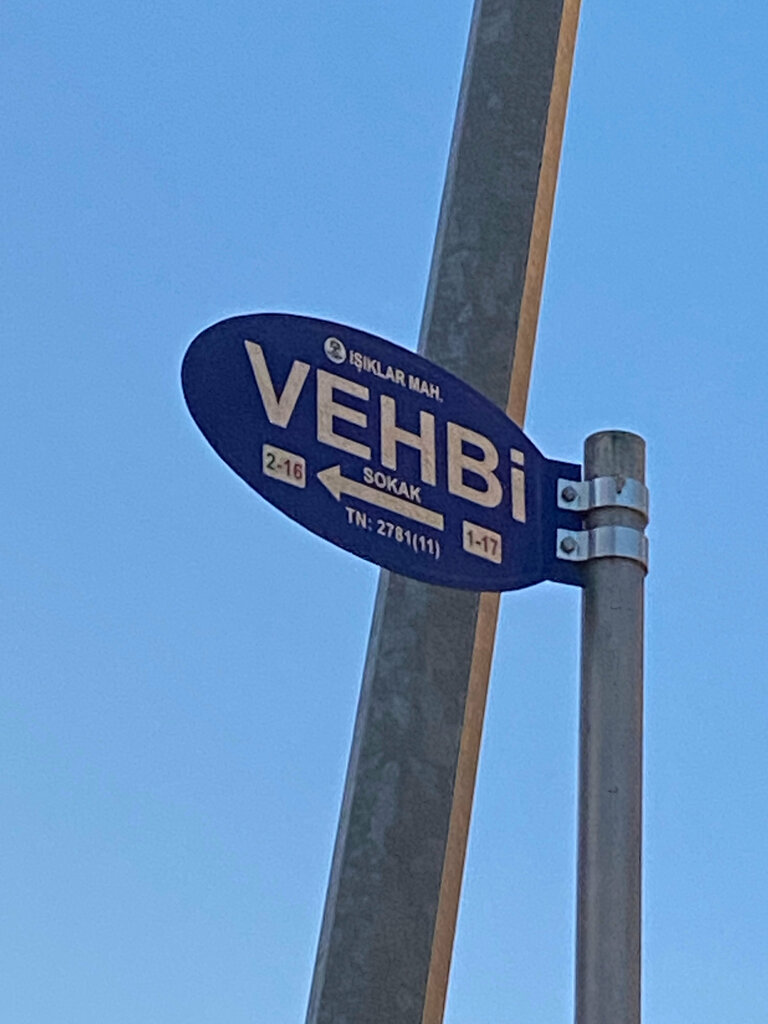 IŞIKLAR MAH.
VEHBİ
SOKAK
2-16
1-17
TN: 2781(11)